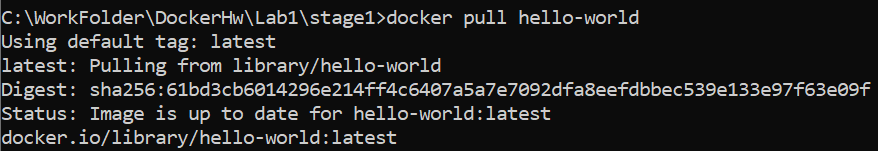 C:\WorkFolder\DockerHw\Lab1\stage1>docker pull hello-world
Using default tag: latest
latest: Pulling from library/hello-world
Digest: sha256:61bd3cb6014296e214ff4c6407a5a7e7092dfa8eefdbbec539e133e97f63e09f
Status: Image is up to date for hello-world:latest
docker.io/library/hello-world:latest